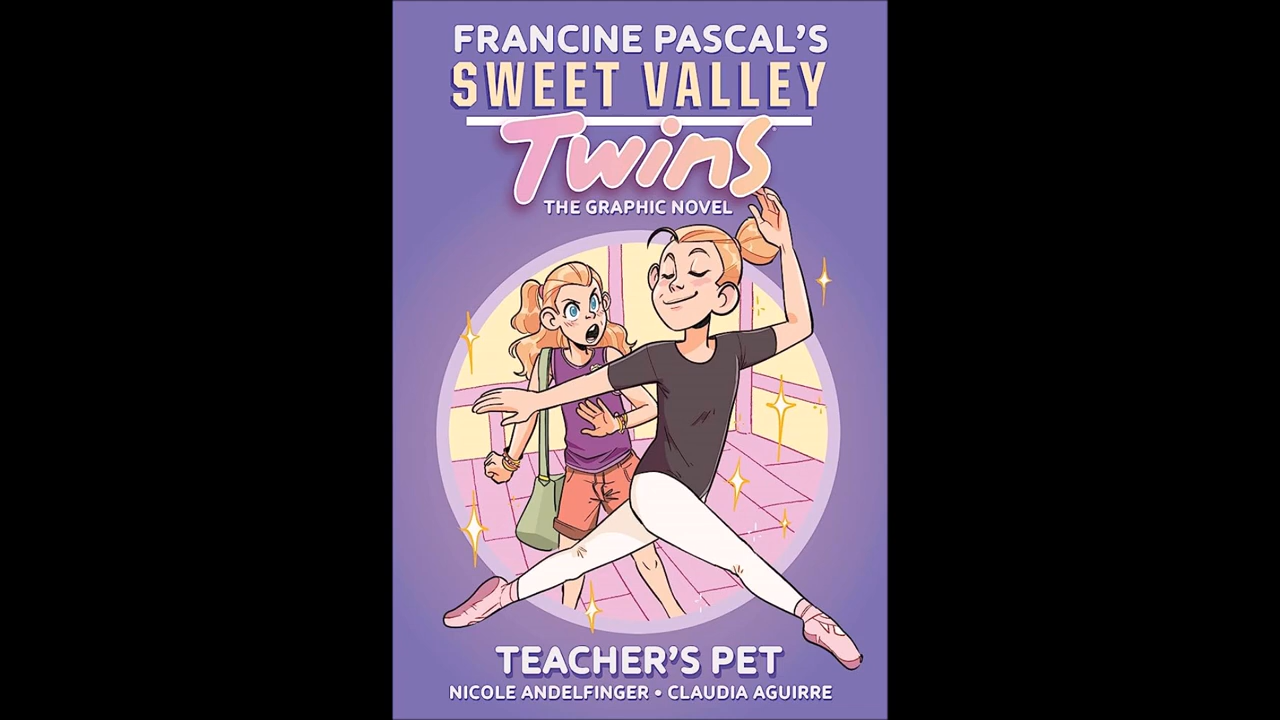 FRANCINE PASCAL'S
SWEET VALLEY
Twins
THE GRAPHIC NOVEL
TEACHER'S PET
NICOLE ANDELFINGER • CLAUDIA AGUIRRE